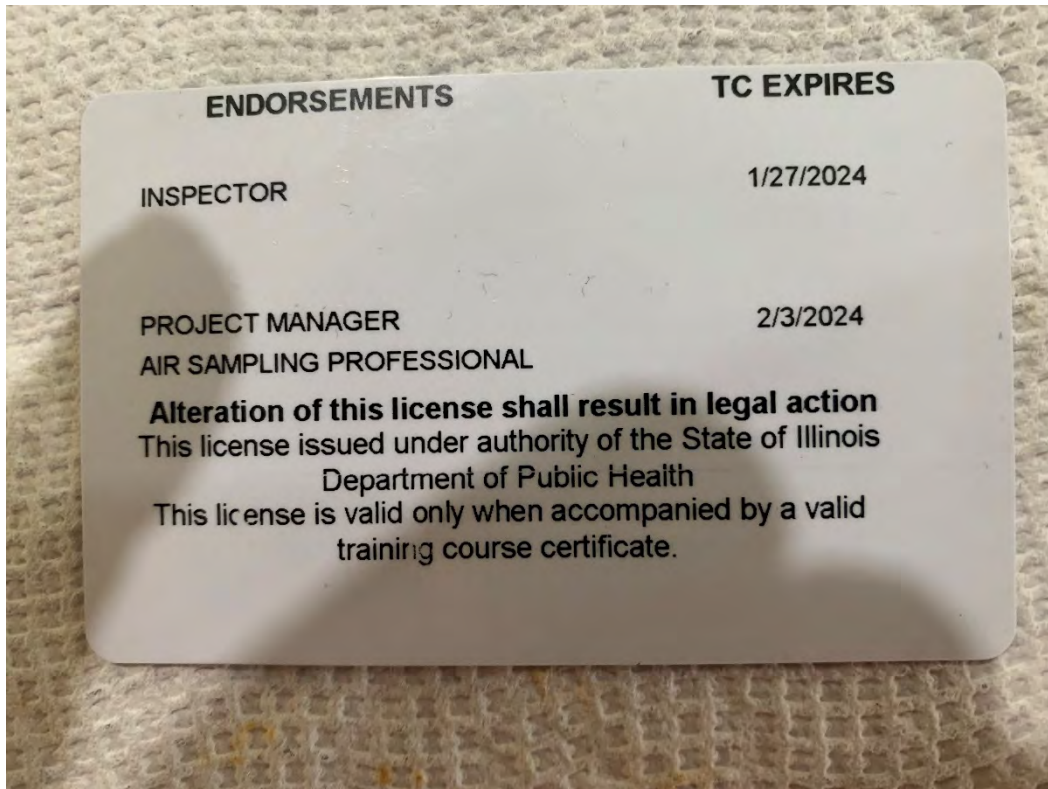 ENDORSEMENTS TC EXPIRES
INSPECTOR 1/27/2024
PROJECT MANAGER 2/3/2024
AIR SAMPLING PROFESSIONAL
Alteration of this license shall result in legal action
This license issued under authority of the State of Illinois
Department of Public Health
This license is valid only when accompanied by a valid
training course certificate.